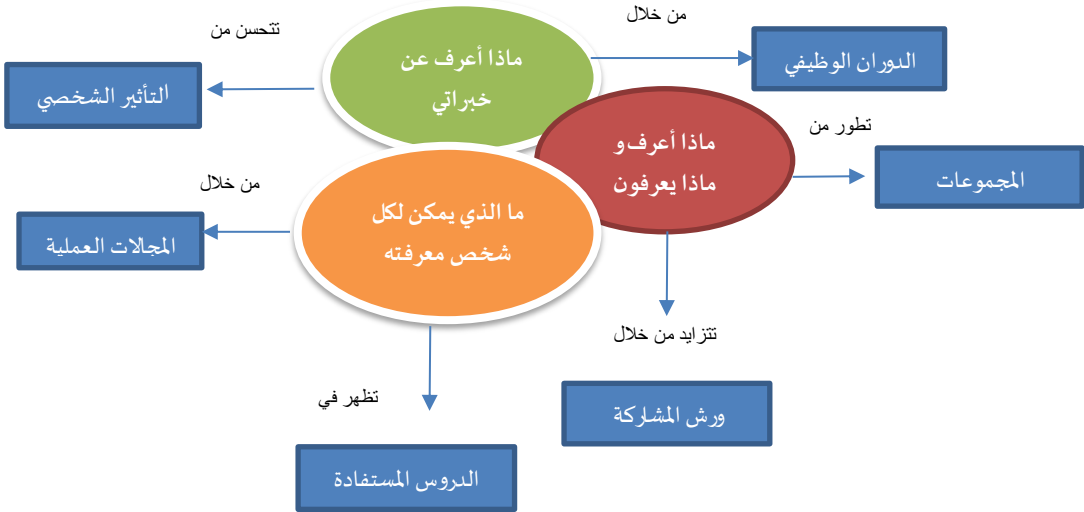 من خلال
تتحسن من
ماذا أعرف عن
خبراتي
الدوران الوظيفي
التأثير الشخصي
تطور من
ماذا أعرف و
ماذا يعرفون
المجموعات
من خلال
ما الذي يمكن لكل
شخص معرفته
المجالات العملية
تتزايد من خلال
تظهر في
ورش المشاركة
الدروس المستفادة